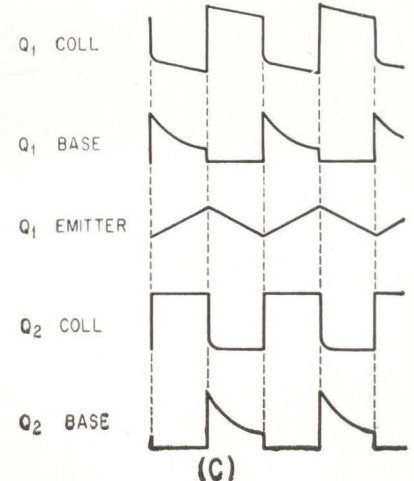 Q₁ COLL
Q₁ BASE
Q₁ EMITTER
Q₂ COLL
Q₂ BASE
(C)